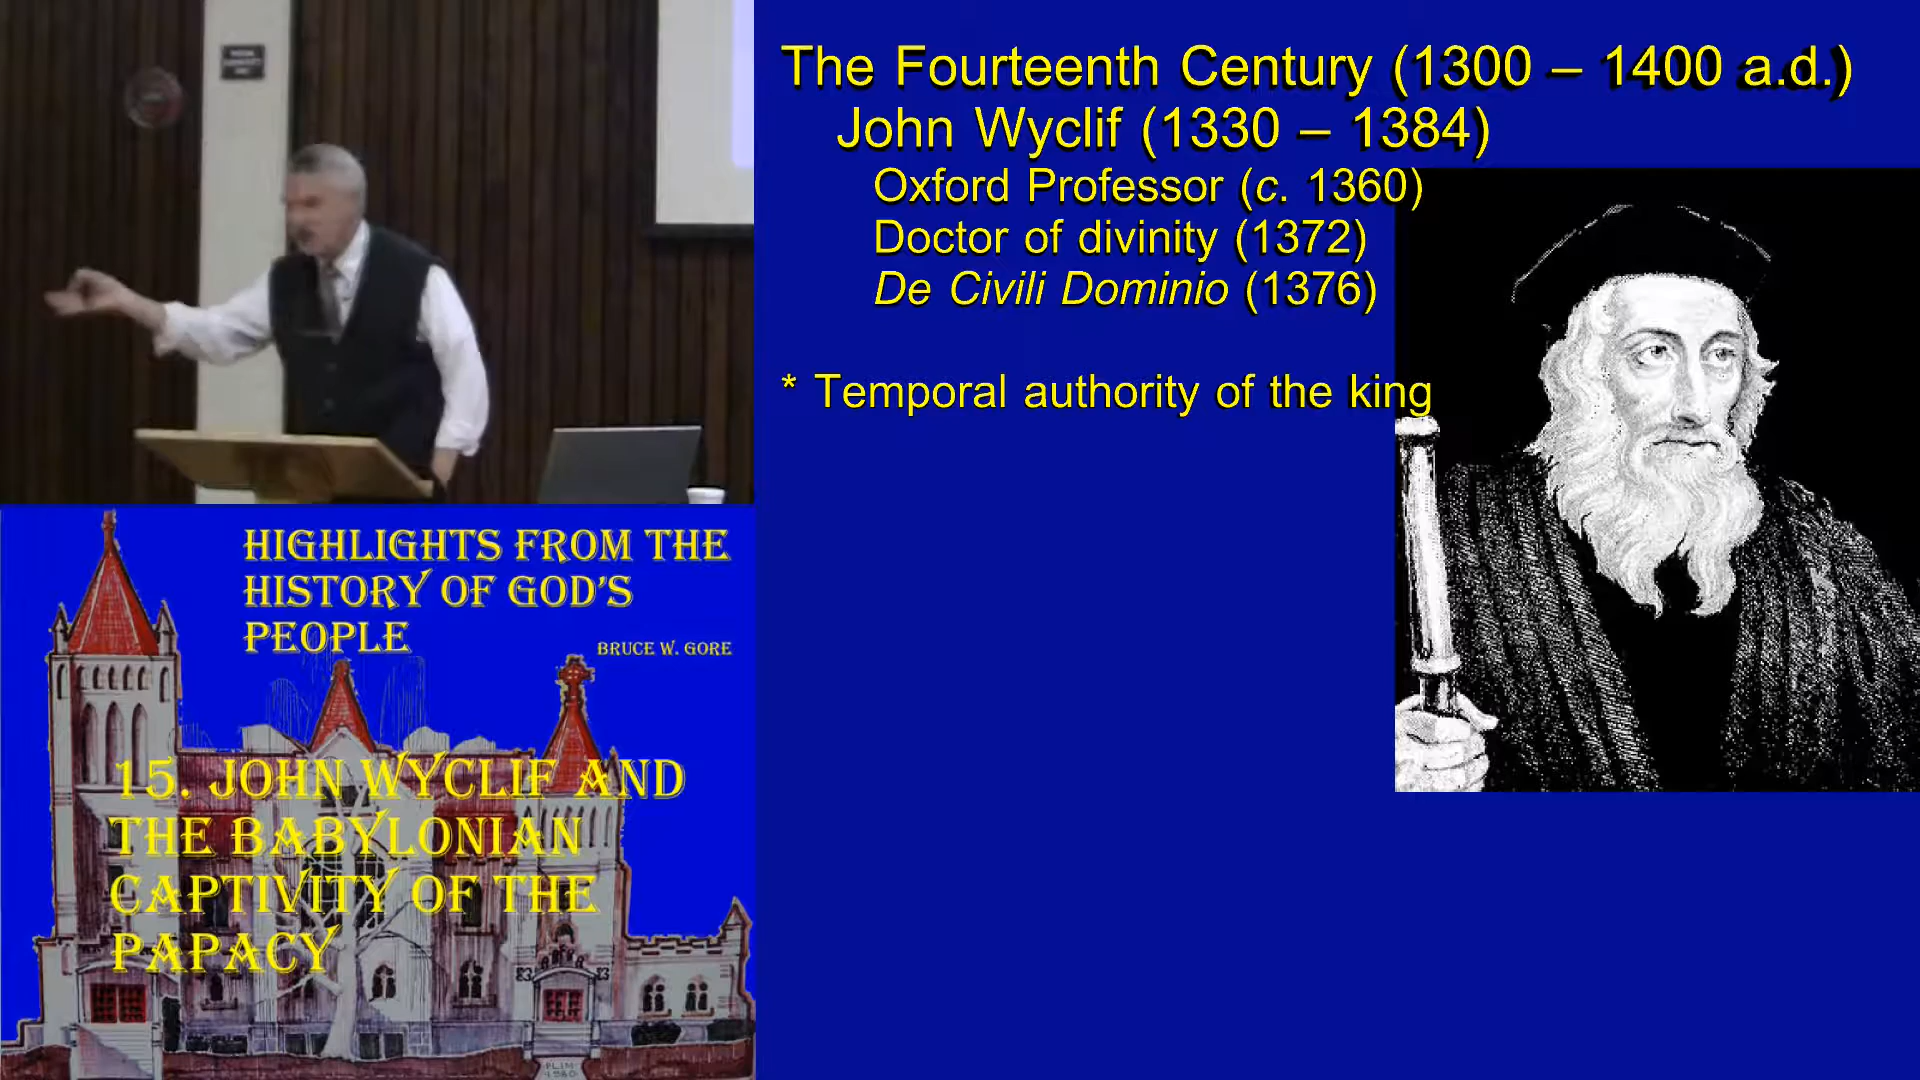 The Fourteenth Century (1300 – 1400 a.d.)
John Wyclif (1330 – 1384)
Oxford Professor (c. 1360)
Doctor of divinity (1372)
De Civili Dominio (1376)
* Temporal authority of the king
HIGHLIGHTS FROM THE
HISTORY OF GOD'S
PEOPLE
BRUCE W. GORE
15. JOHN WYCLIF AND
THE BABYLONIAN
CAPTIVITY OF THE
PAPACY